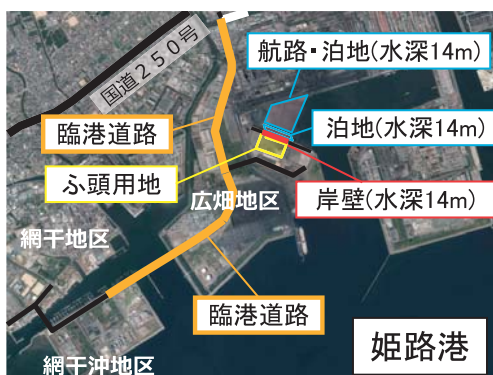 国道250号
航路・泊地(水深14m)
臨港道路
泊地(水深14m)
ふ頭用地
広畑地区
岸壁(水深14m)
網干地区
臨港道路
網干沖地区
姫路港